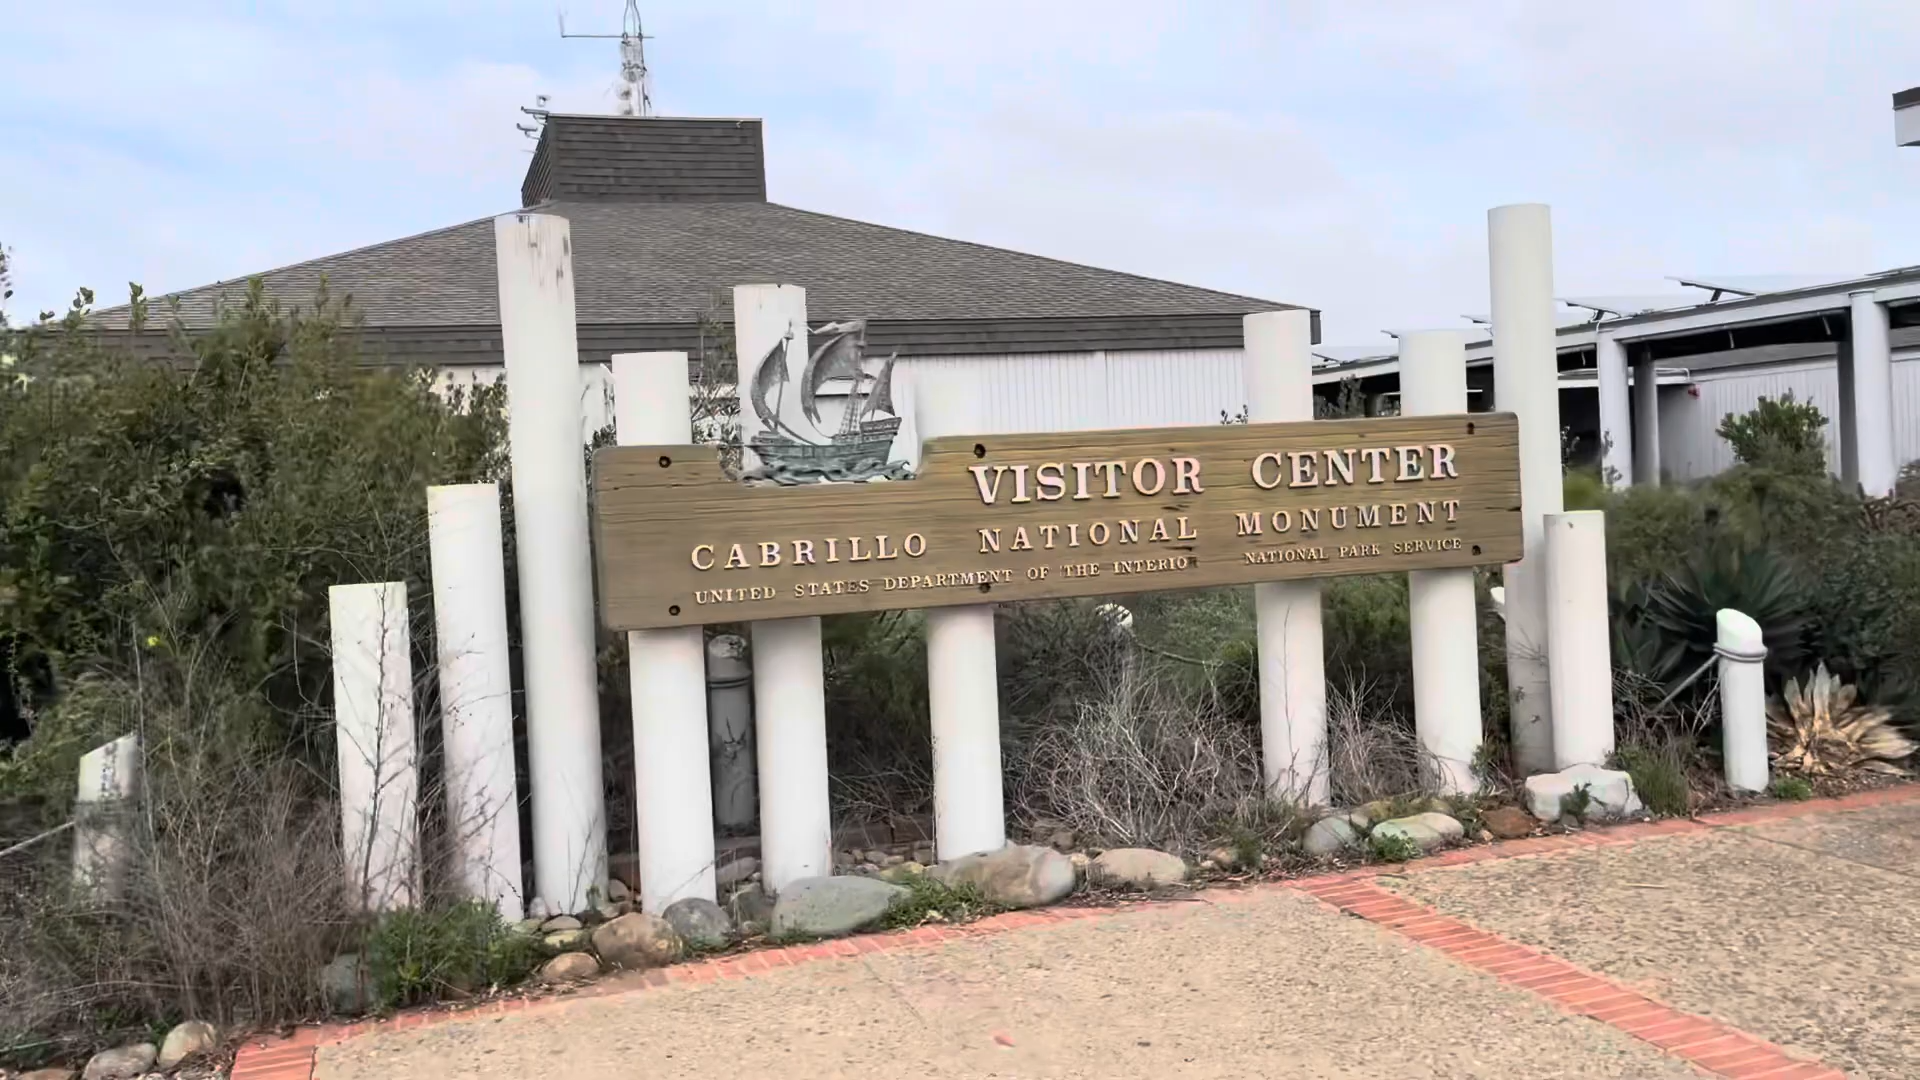 VISITOR CENTER
CABRILLO NATIONAL MONUMENT
UNITED STATES DEPARTMENT OF THE INTERIO NATIONAL PARK SERVICE